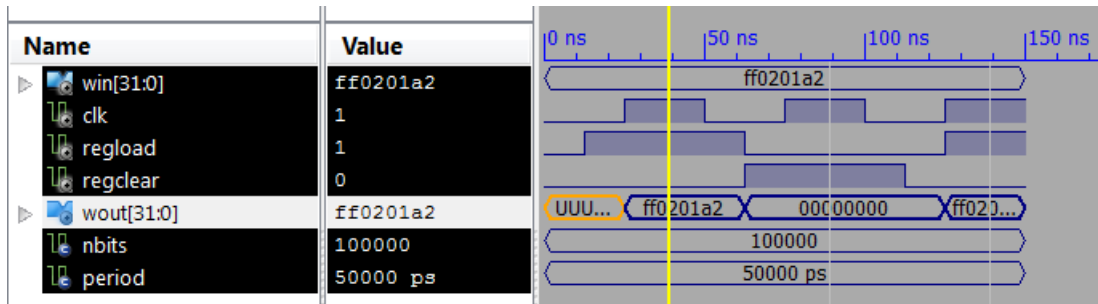 Name Value 0 ns 50 ns 100 ns 150 ns
win[31:0] ff0201a2 ff0201a2
clk 1
regload 1
regclear 0
wout[31:0] ff0201a2 UUU... ff0201a2 00000000 ff020...
nbits 100000 100000
period 50000 ps 50000 ps